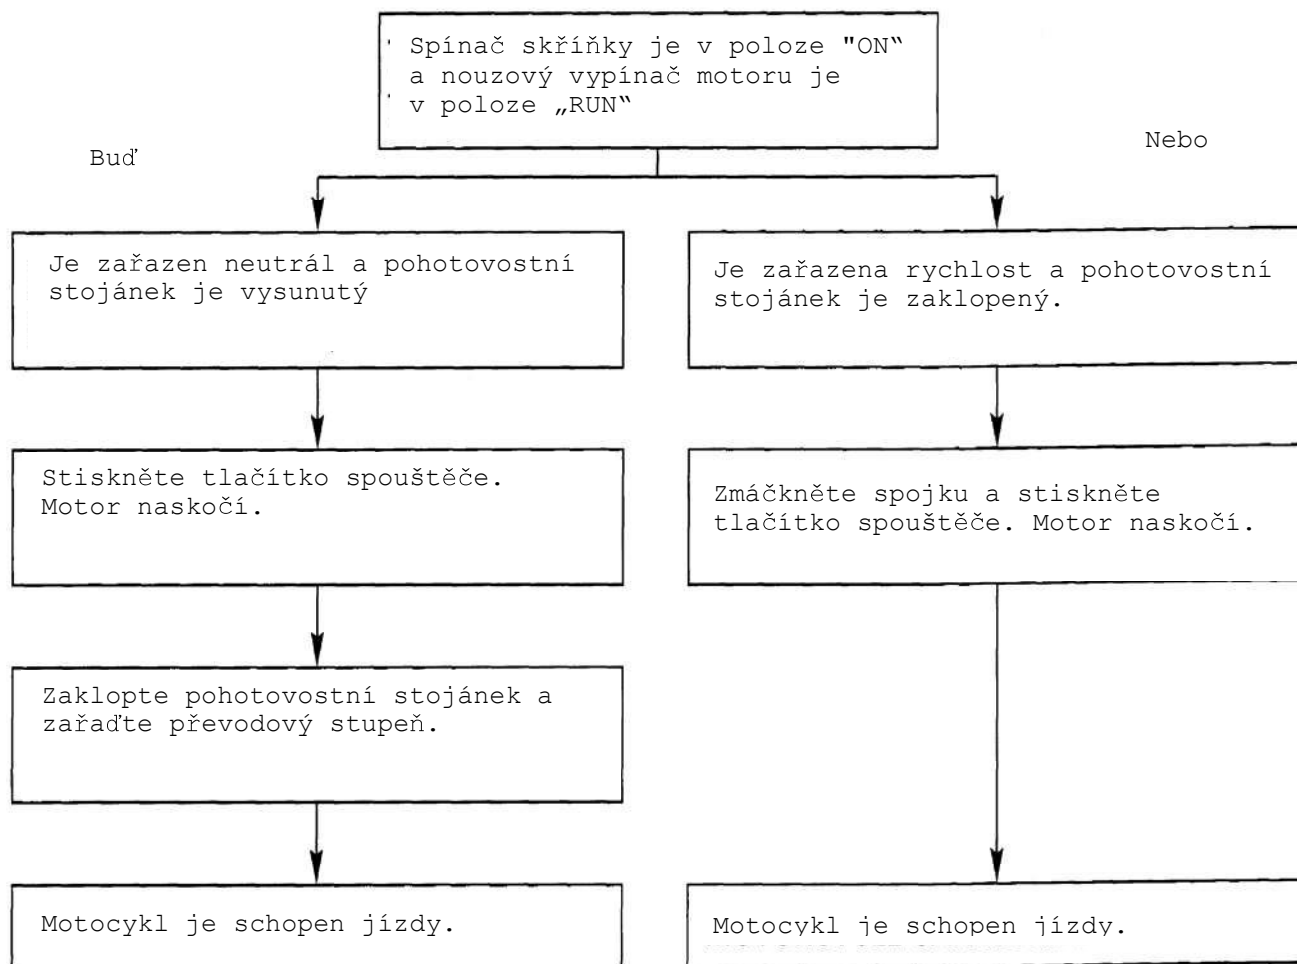 Spínač skříňky je v poloze "ON“
a nouzový vypínač motoru je
v poloze „RUN“
Buď
Nebo
Je zařazen neutrál a pohotovostní
stojánek je vysunutý
Je zařazena rychlost a pohotovostní
stojánek je zaklopený.
Stiskněte tlačítko spouštěče.
Motor naskočí.
Zmáčkněte spojku a stiskněte
tlačítko spouštěče. Motor naskočí.
Zaklopte pohotovostní stojánek a
zařaďte převodový stupeň.
Motocykl je schopen jízdy.
Motocykl je schopen jízdy.